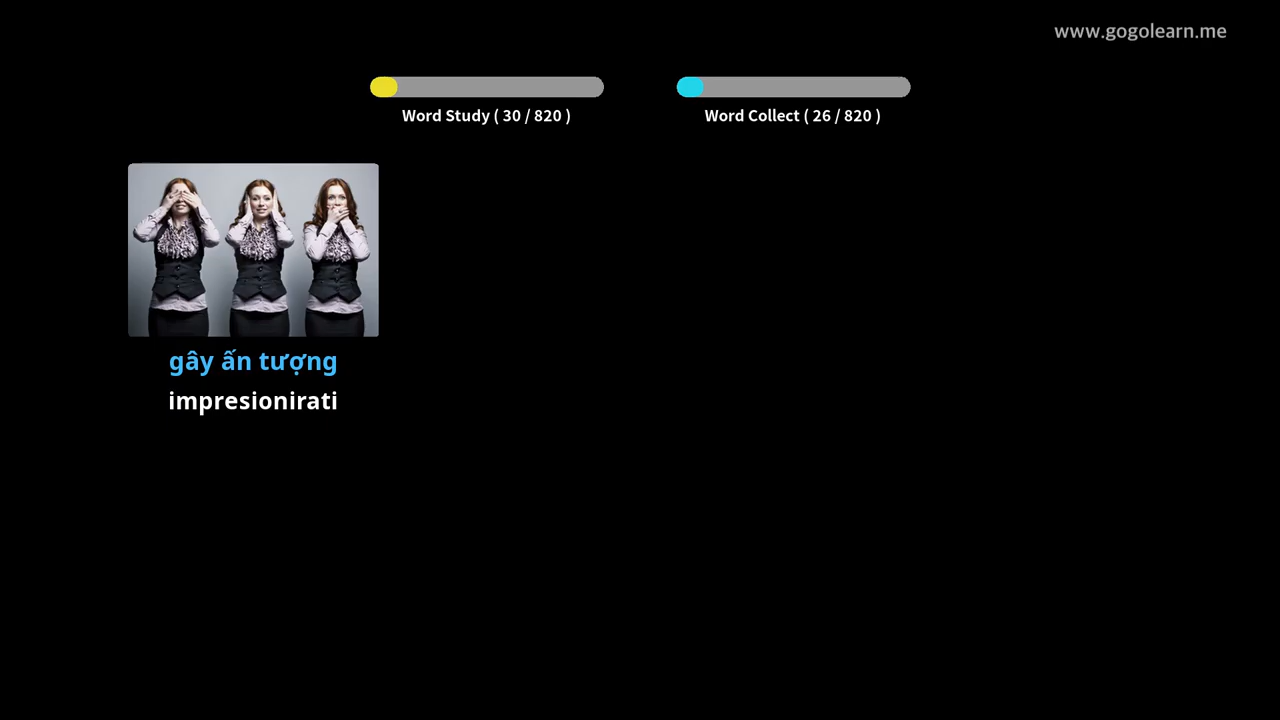 www.gogolearn.me
Word Study ( 30 / 820 )
Word Collect ( 26 / 820 )
gây ấn tượng
impresionirati